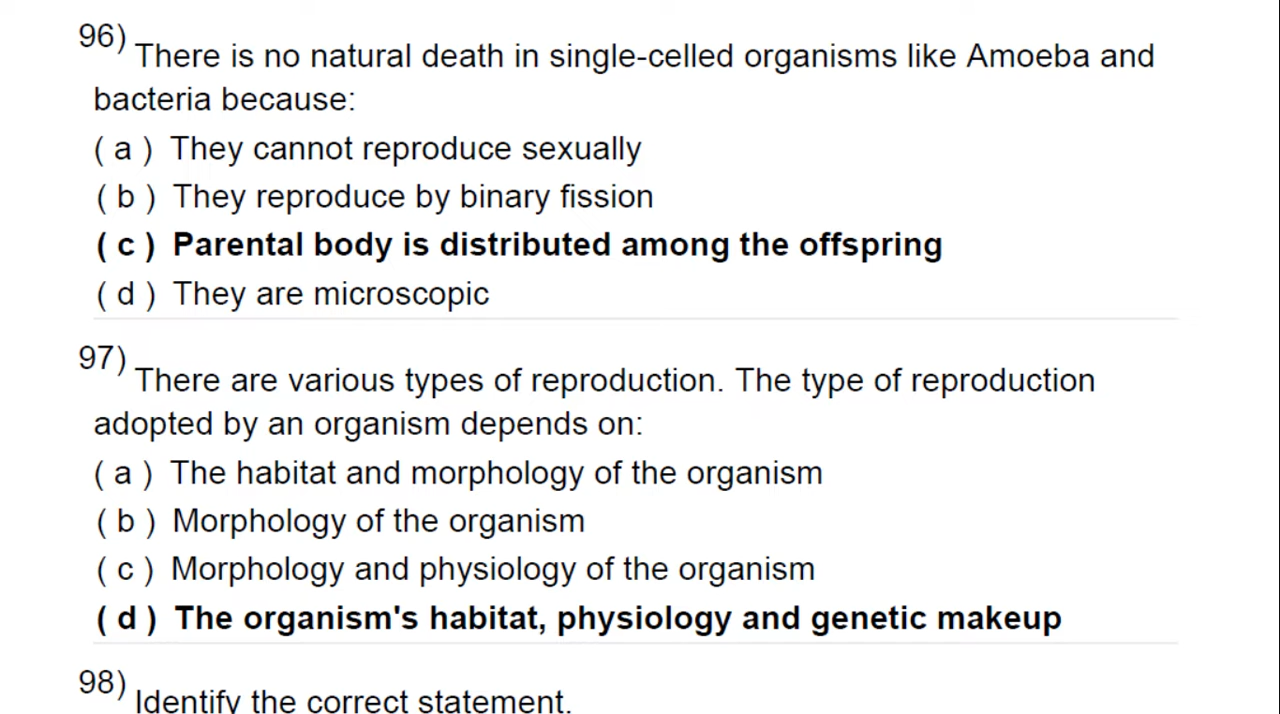 96)
There is no natural death in single-celled organisms like Amoeba and
bacteria because:
( a ) They cannot reproduce sexually
( b ) They reproduce by binary fission
( c ) Parental body is distributed among the offspring
( d ) They are microscopic
97)
There are various types of reproduction. The type of reproduction
adopted by an organism depends on:
( a ) The habitat and morphology of the organism
( b ) Morphology of the organism
( c ) Morphology and physiology of the organism
( d ) The organism's habitat, physiology and genetic makeup
98)
Identify the correct statement.